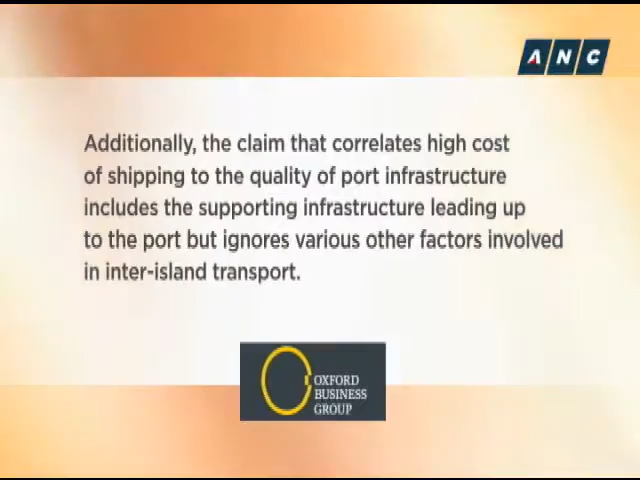 ANC
Additionally, the claim that correlates high cost
of shipping to the quality of port infrastructure
includes the supporting infrastructure leading up
to the port but ignores various other factors involved
in inter-island transport.
OXFORD
BUSINESS
GROUP